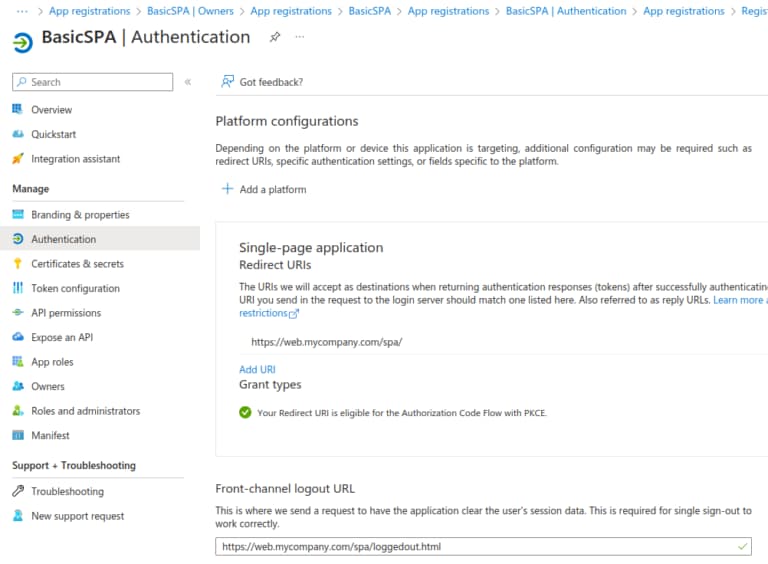 ... > App registrations > BasicSPA | Owners > App registrations > BasicSPA > App registrations > BasicSPA | Authentication > App registrations >
BasicSPA | Authentication ...
Search «
Overview
Quickstart
Integration assistant
Manage
Branding & properties
Authentication
Certificates & secrets
Token configuration
API permissions
Expose an API
App roles
Owners
Roles and administrators
Manifest
Support + Troubleshooting
Troubleshooting
New support request
Got feedback?
Platform configurations
Depending on the platform or device this application is targeting, additional configuration may be required such as
redirect URIs, specific authentication settings, or fields specific to the platform.
+ Add a platform
Single-page application
Redirect URIs
The URIs we will accept as destinations when returning authentication responses (tokens) after successfully authenticatin
URI you send in the request to the login server should match one listed here. Also referred to as reply URLs. Learn more a
restrictions
https://web.mycompany.com/spa/
Add URI
Grant types
Your Redirect URI is eligible for the Authorization Code Flow with PKCE.
Front-channel logout URL
This is where we send a request to have the application clear the user's session data. This is required for single sign-out to
work correctly.
https://web.mycompany.com/spa/loggedout.html